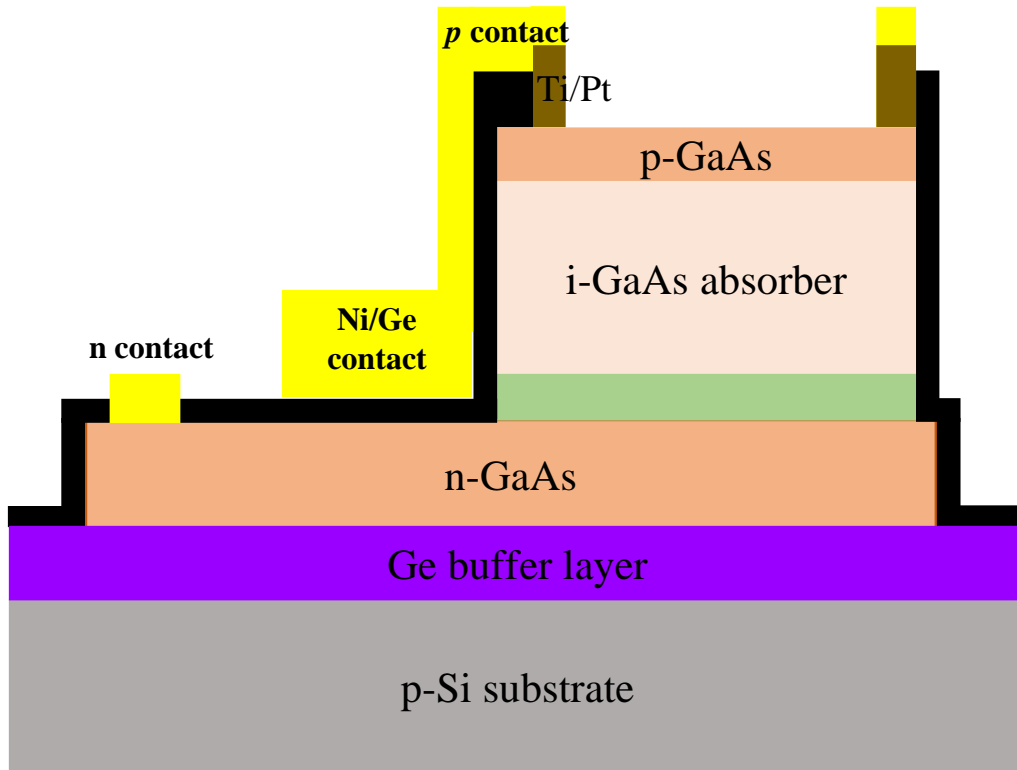 p contact
Ti/Pt
p-GaAs
i-GaAs absorber
Ni/Ge
contact
n contact
n-GaAs
Ge buffer layer
p-Si substrate